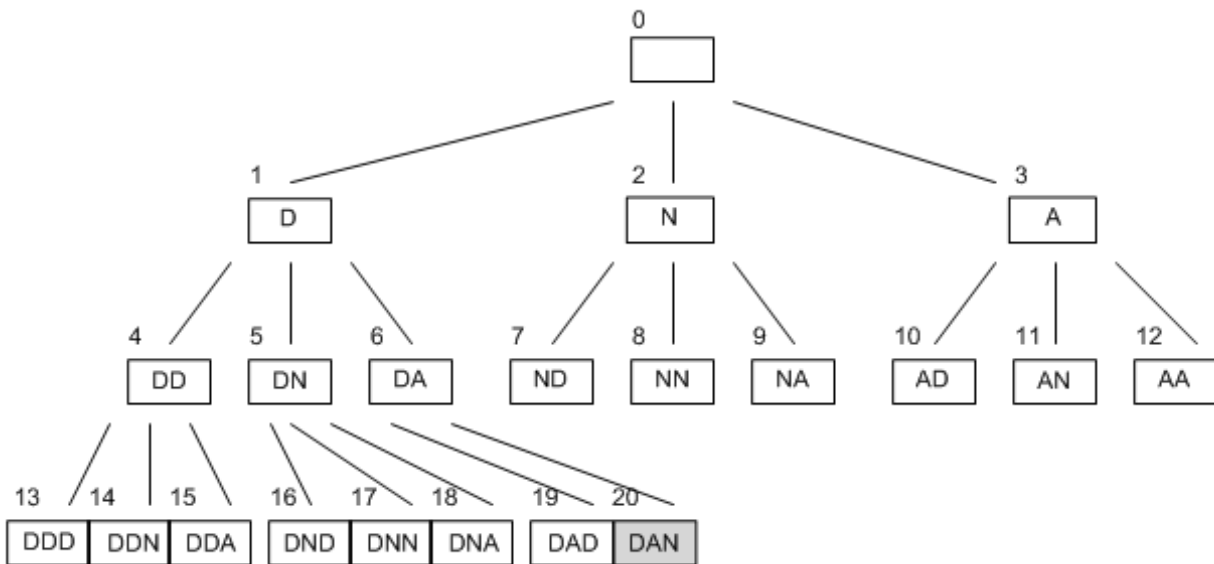 0
1 2 3
D N A
4 5 6 7 8 9 10 11 12
DD DN DA ND NN NA AD AN AA
13 14 15 16 17 18 19 20
DDD DDN DDA DND DNN DNA DAD DAN